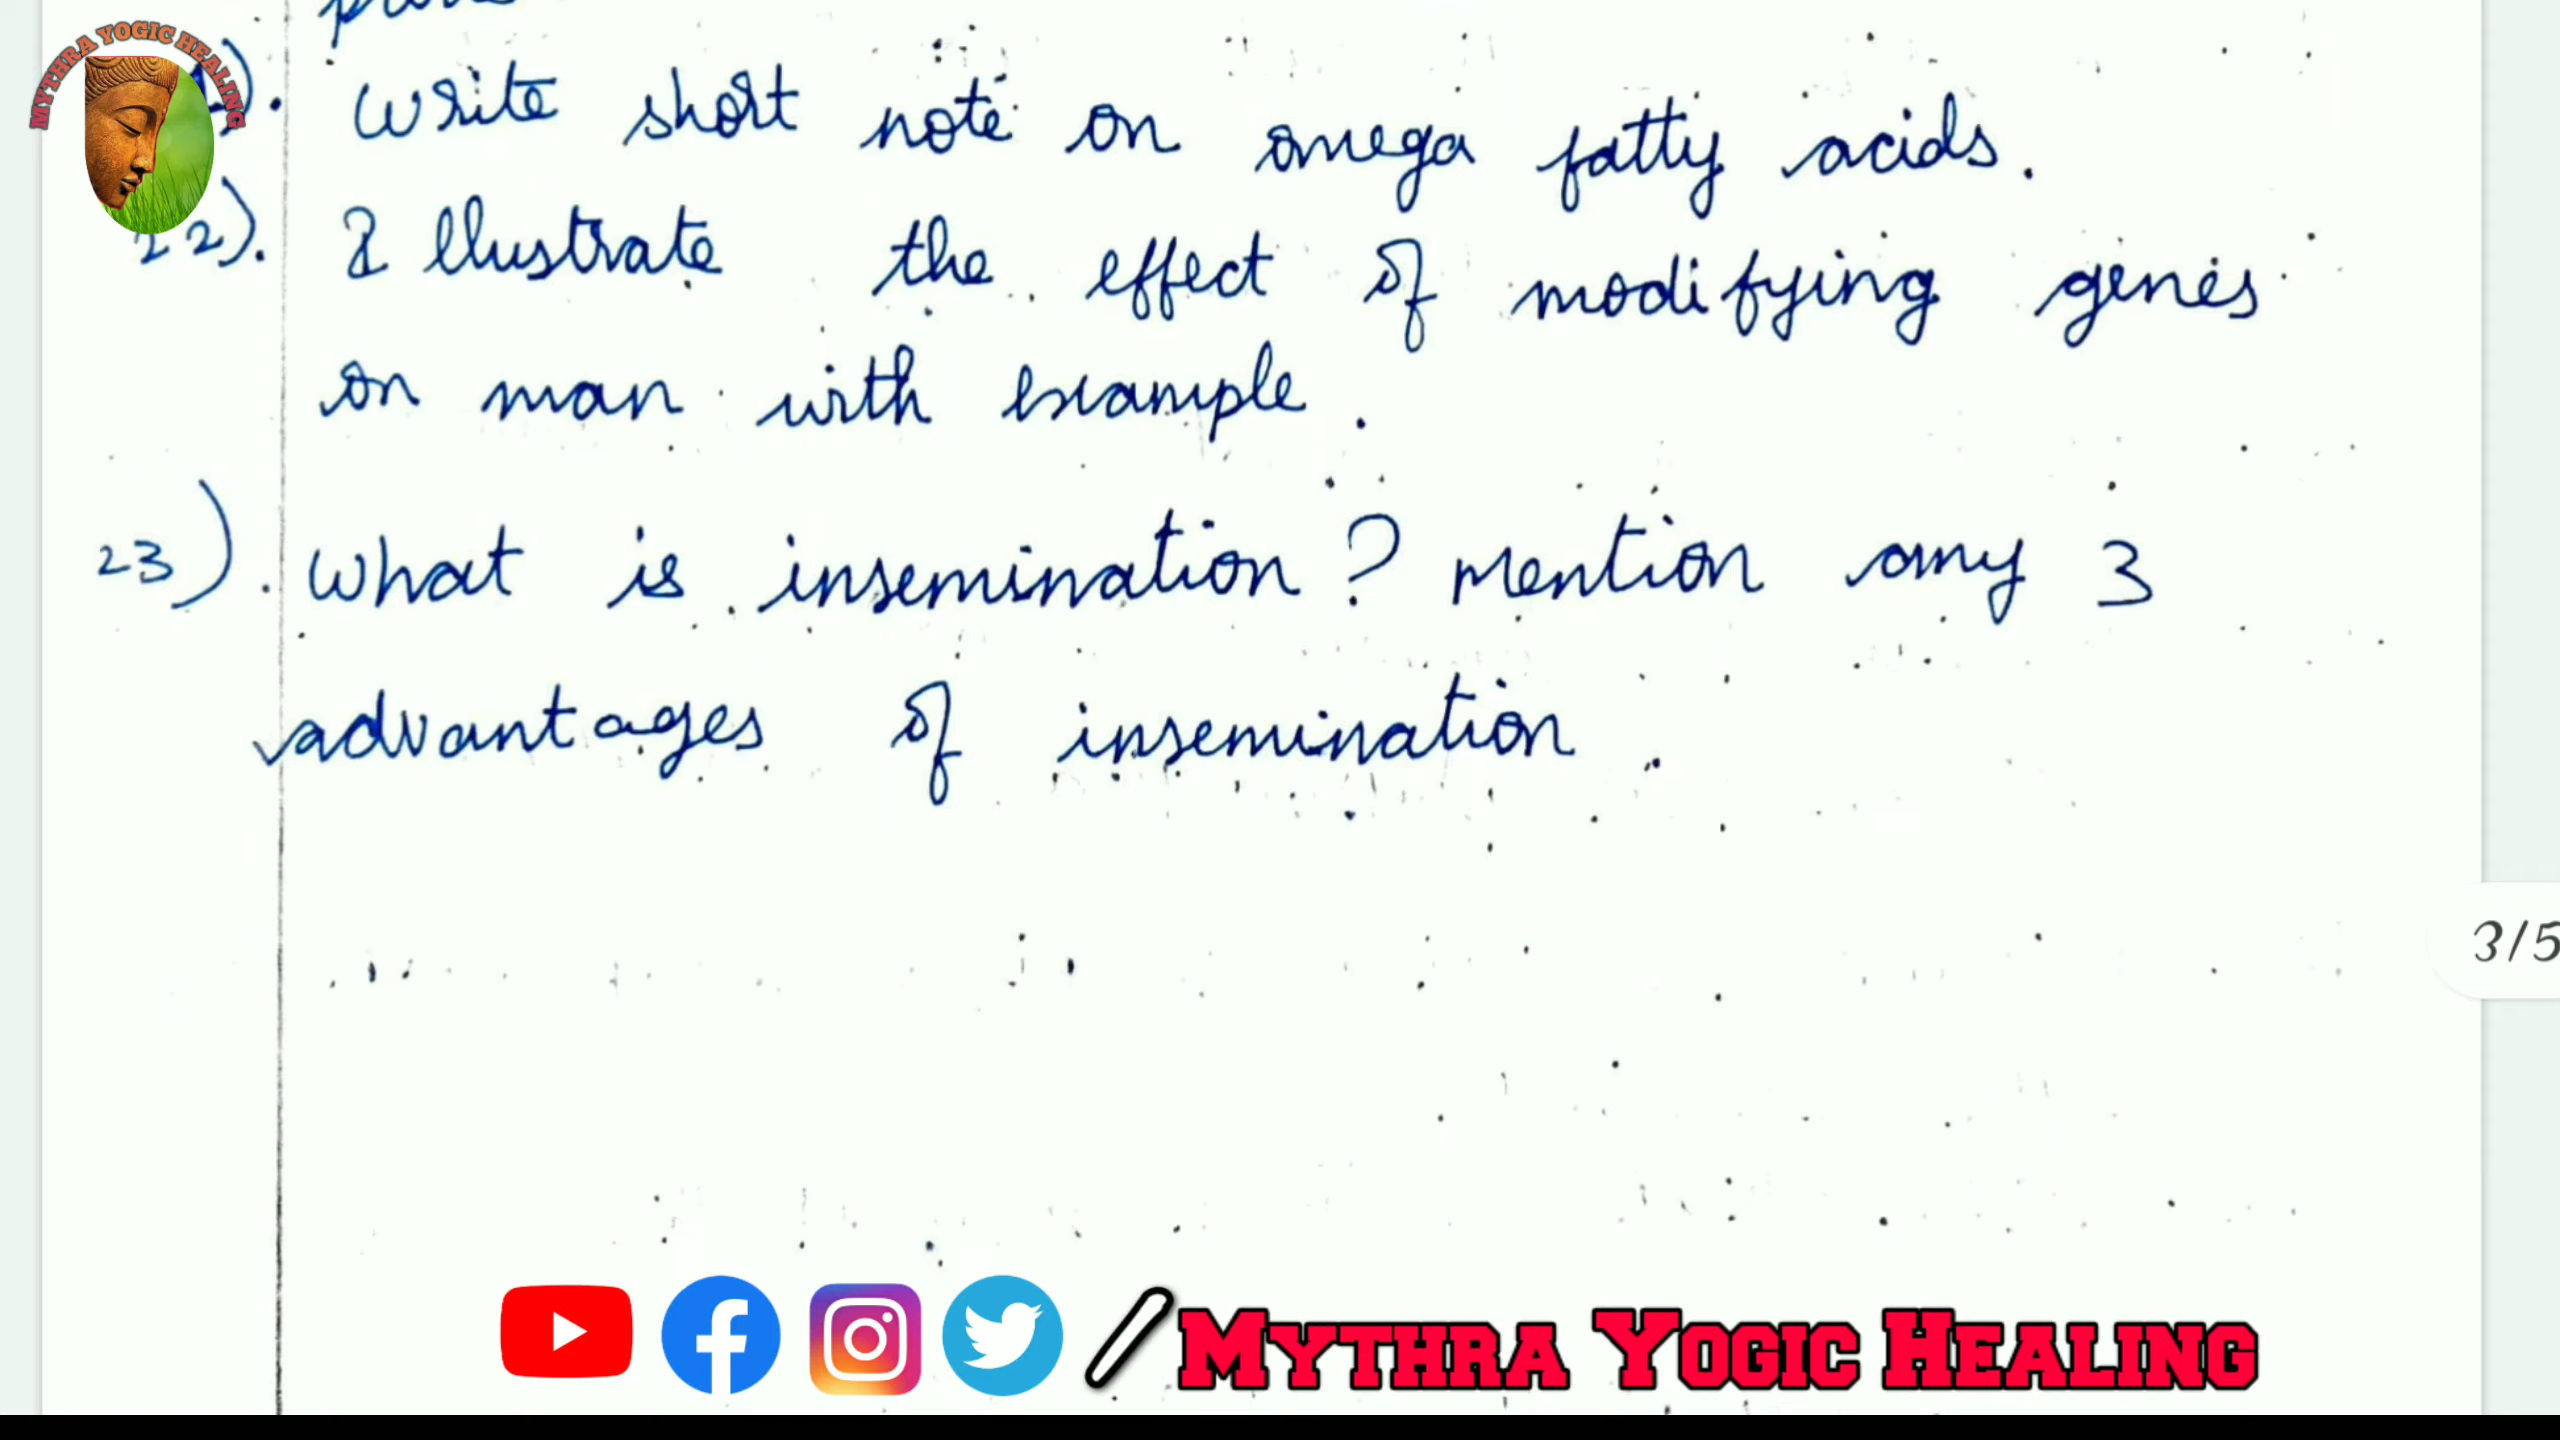 MYTHRA YOGIC HEALING
). Write short note on omega fatty acids.
22). Illustrate the effect of modifying genes
on man with example.
23). What is insemination? Mention any 3
advantages of insemination.
3/5
MYTHRA YOGIC HEALING